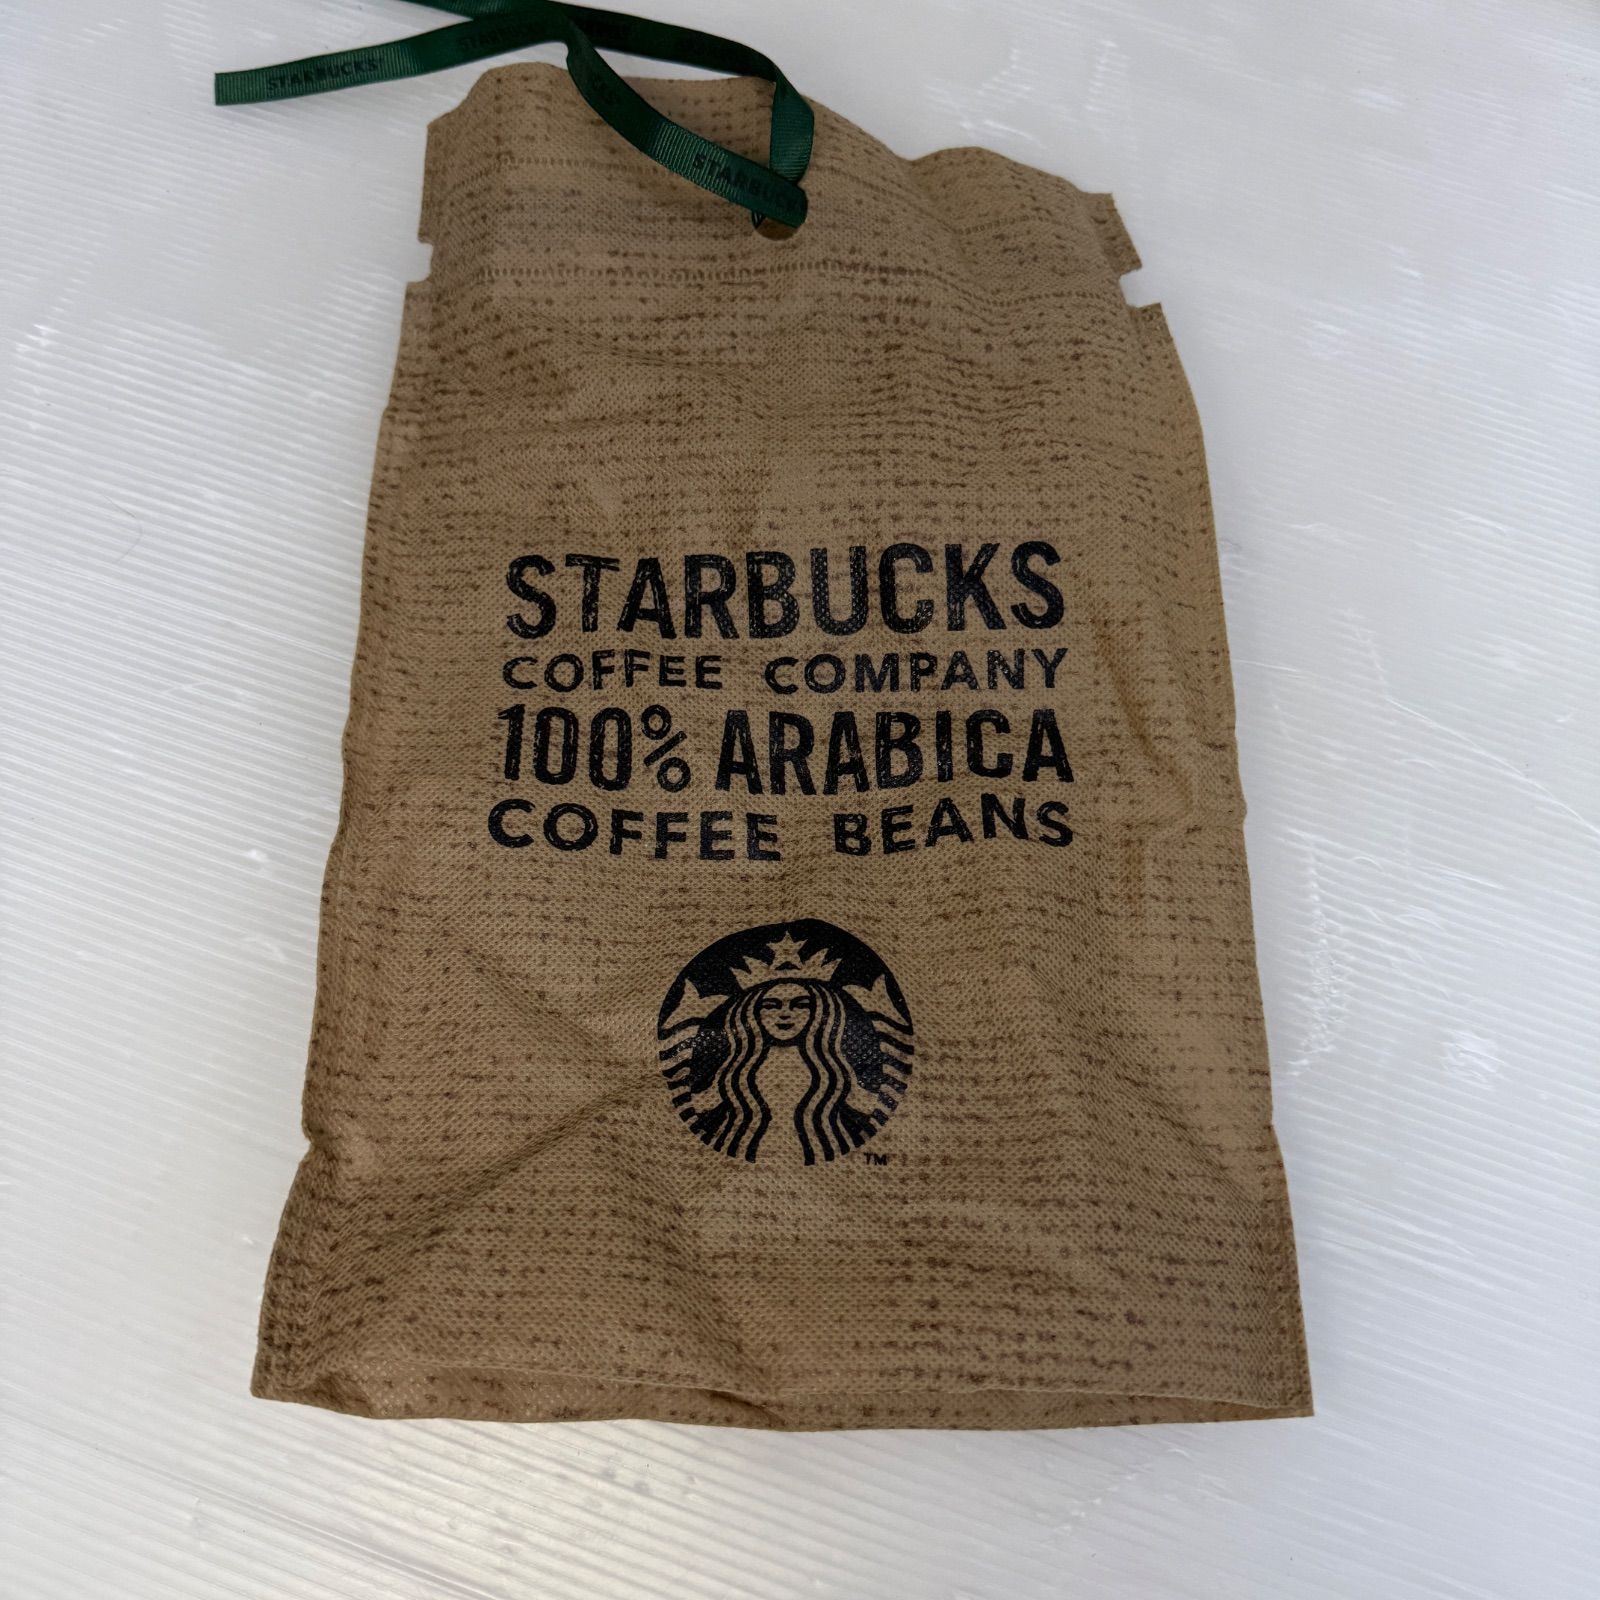 STARBUCKS
STARBUCKS
STARBUCKS
COFFEE COMPANY
100% ARABICA
COFFEE BEANS
TM